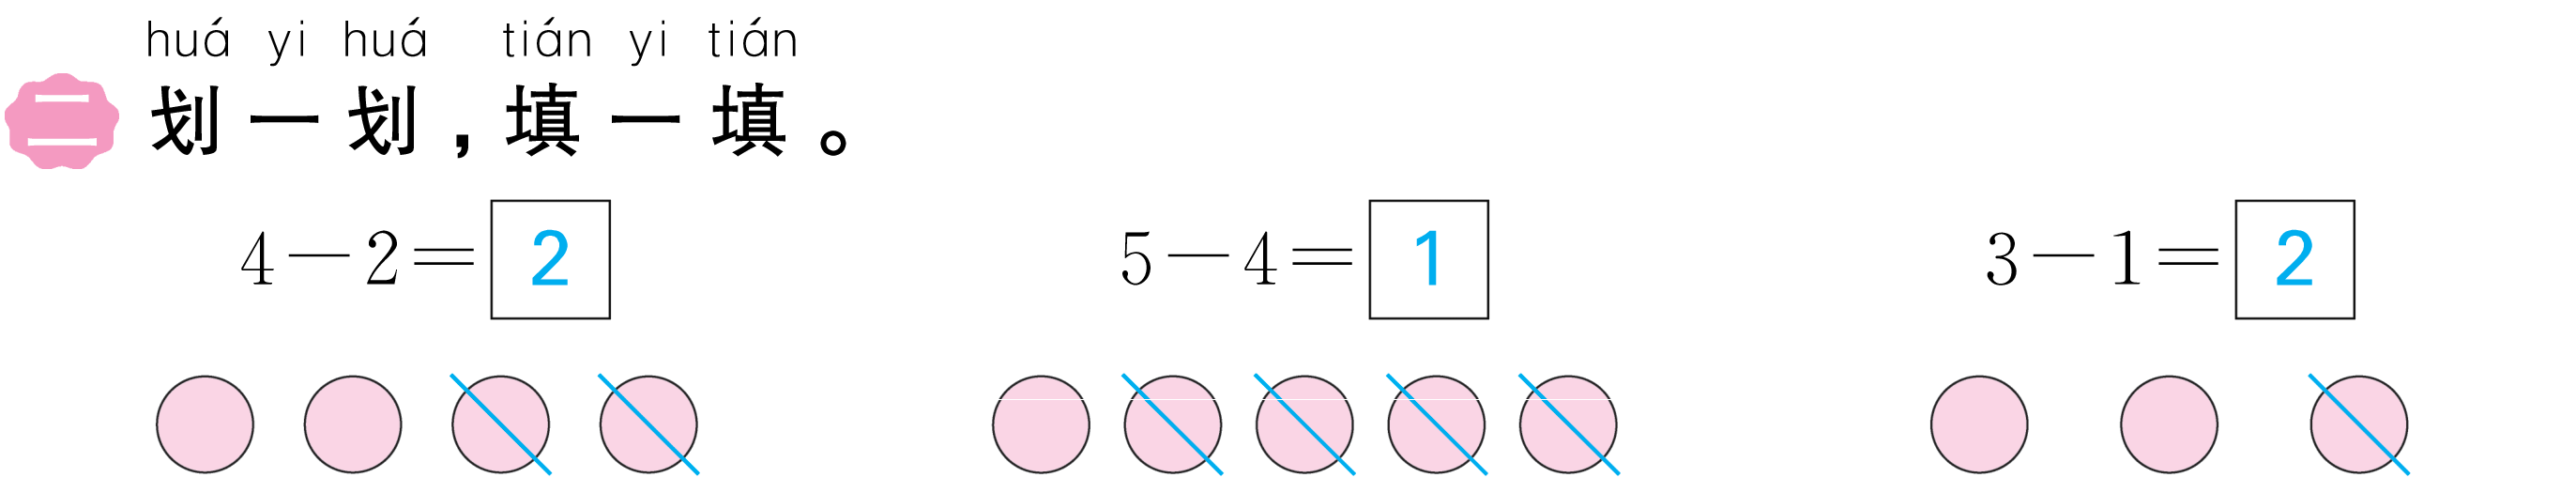 huá yi huá tián yi tián
二 划一划，填一填。
4－2＝2 5－4＝1 3－1＝2